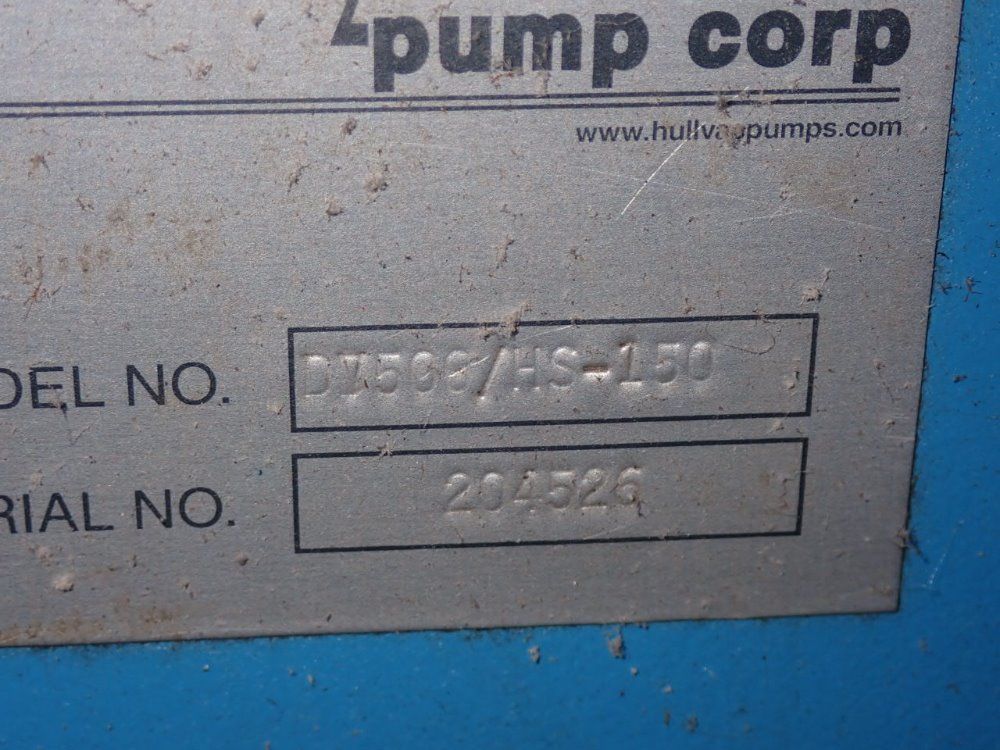 pump corp
www.hullvacpumps.com
DEL NO.
RIAL NO. 204526